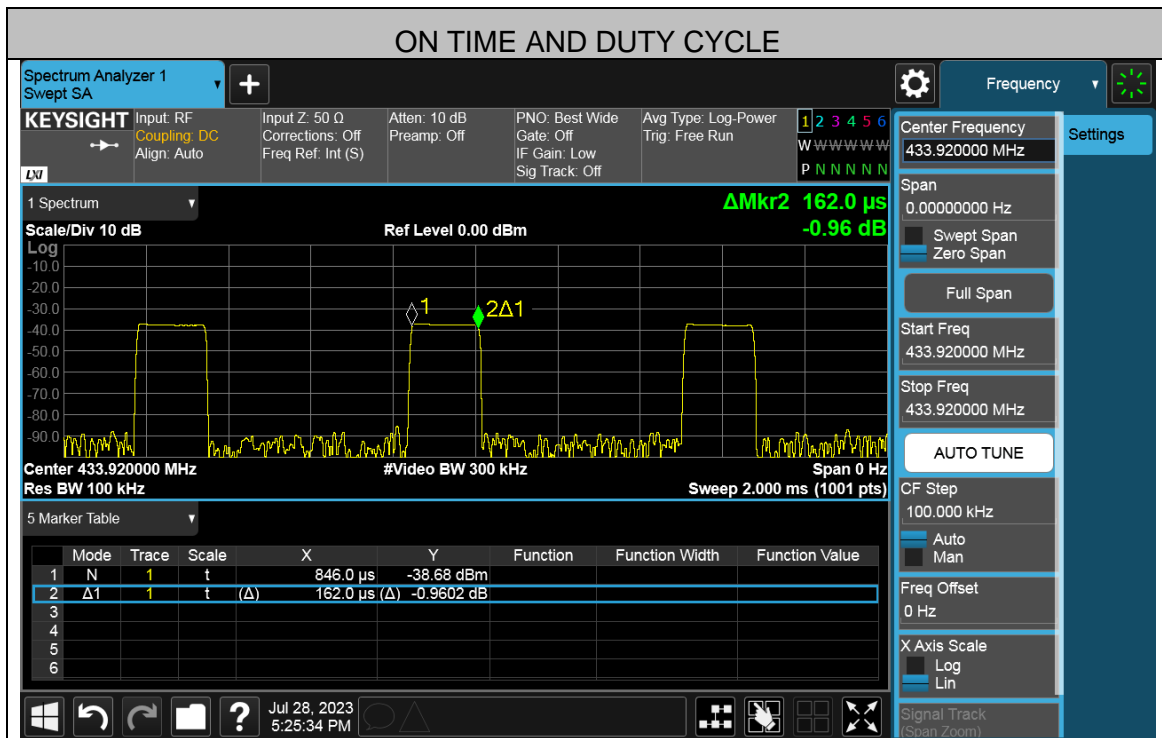 ON TIME AND DUTY CYCLE
Spectrum Analyzer 1
Swept SA
Frequency
KEYSIGHT
LXI
Input: RF
Coupling: DC
Align: Auto
Input Z: 50 Ω
Corrections: Off
Freq Ref: Int (S)
Atten: 10 dB
Preamp: Off
PNO: Best Wide
Gate: Off
IF Gain: Low
Sig Track: Off
Avg Type: Log-Power
Trig: Free Run
1 2 3 4 5 6
W W W W W W
P N N N N N
Center Frequency
433.920000 MHz
Settings
Span
0.00000000 Hz
Swept Span
Zero Span
Full Span
Start Freq
433.920000 MHz
Stop Freq
433.920000 MHz
AUTO TUNE
CF Step
100.000 kHz
Auto
Man
Freq Offset
0 Hz
X Axis Scale
Log
Lin
Signal Track
(Span Zoom)
1 Spectrum
ΔMkr2 162.0 µs
-0.96 dB
Scale/Div 10 dB
Ref Level 0.00 dBm
Log
-10.0
-20.0
-30.0
-40.0
-50.0
-60.0
-70.0
-80.0
-90.0
1
2Δ1
Center 433.920000 MHz
#Video BW 300 kHz
Span 0 Hz
Res BW 100 kHz
Sweep 2.000 ms (1001 pts)
5 Marker Table
Mode Trace Scale X Y Function Function Width Function Value
1 N 1 t 846.0 µs -38.68 dBm
2 Δ1 1 t (Δ) 162.0 µs (Δ) -0.9602 dB
3
4
5
6
?
Jul 28, 2023
5:25:34 PM